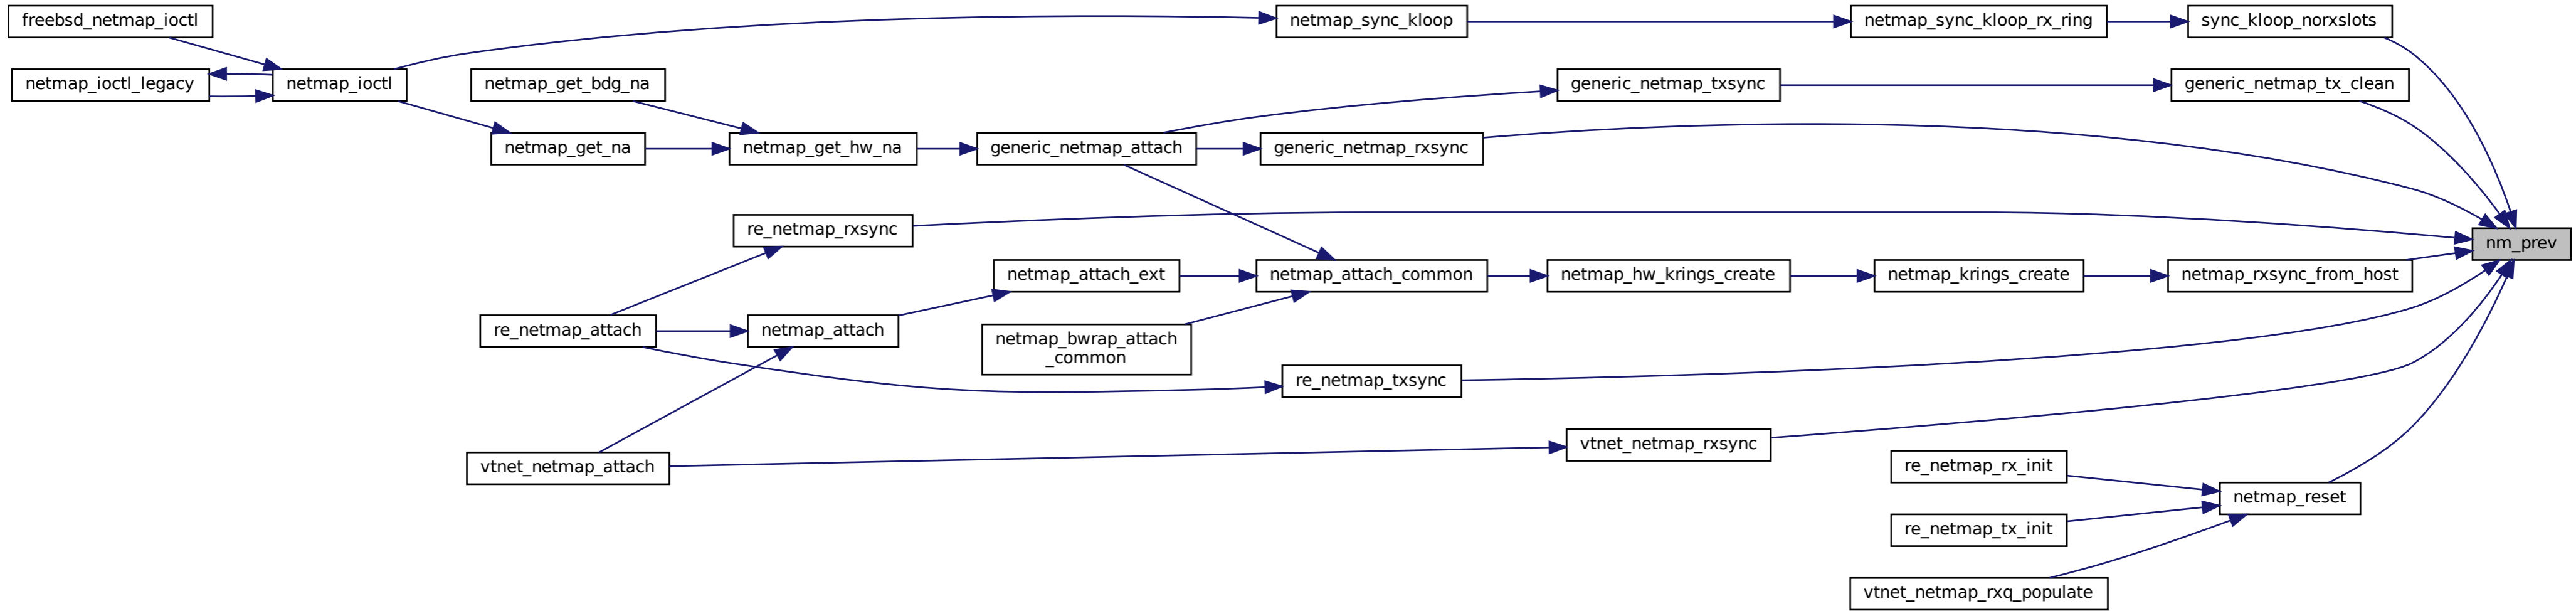 freebsd_netmap_ioctl
netmap_sync_kloop
netmap_sync_kloop_rx_ring
sync_kloop_norxslots
netmap_ioctl_legacy
netmap_ioctl
netmap_get_bdg_na
generic_netmap_txsync
generic_netmap_tx_clean
netmap_get_na
netmap_get_hw_na
generic_netmap_attach
generic_netmap_rxsync
re_netmap_rxsync
nm_prev
netmap_attach_ext
netmap_attach_common
netmap_hw_krings_create
netmap_krings_create
netmap_rxsync_from_host
re_netmap_attach
netmap_attach
netmap_bwrap_attach
_common
re_netmap_txsync
vtnet_netmap_rxsync
vtnet_netmap_attach
re_netmap_rx_init
netmap_reset
re_netmap_tx_init
vtnet_netmap_rxq_populate